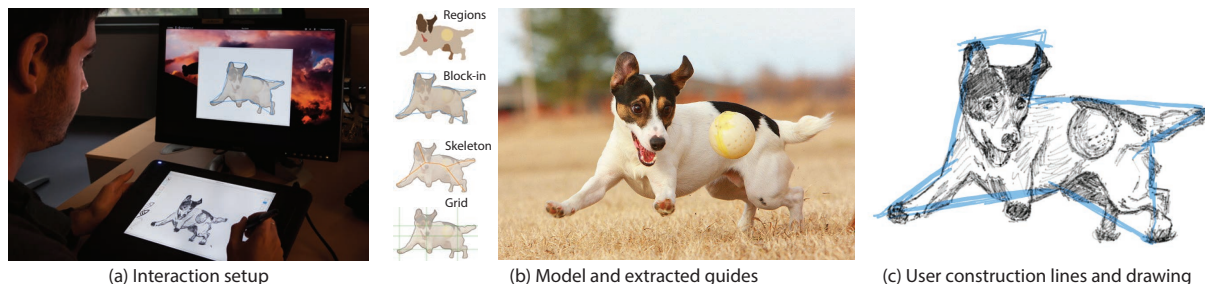 Regions
Block-in
Skeleton
Grid
(a) Interaction setup
(b) Model and extracted guides
(c) User construction lines and drawing